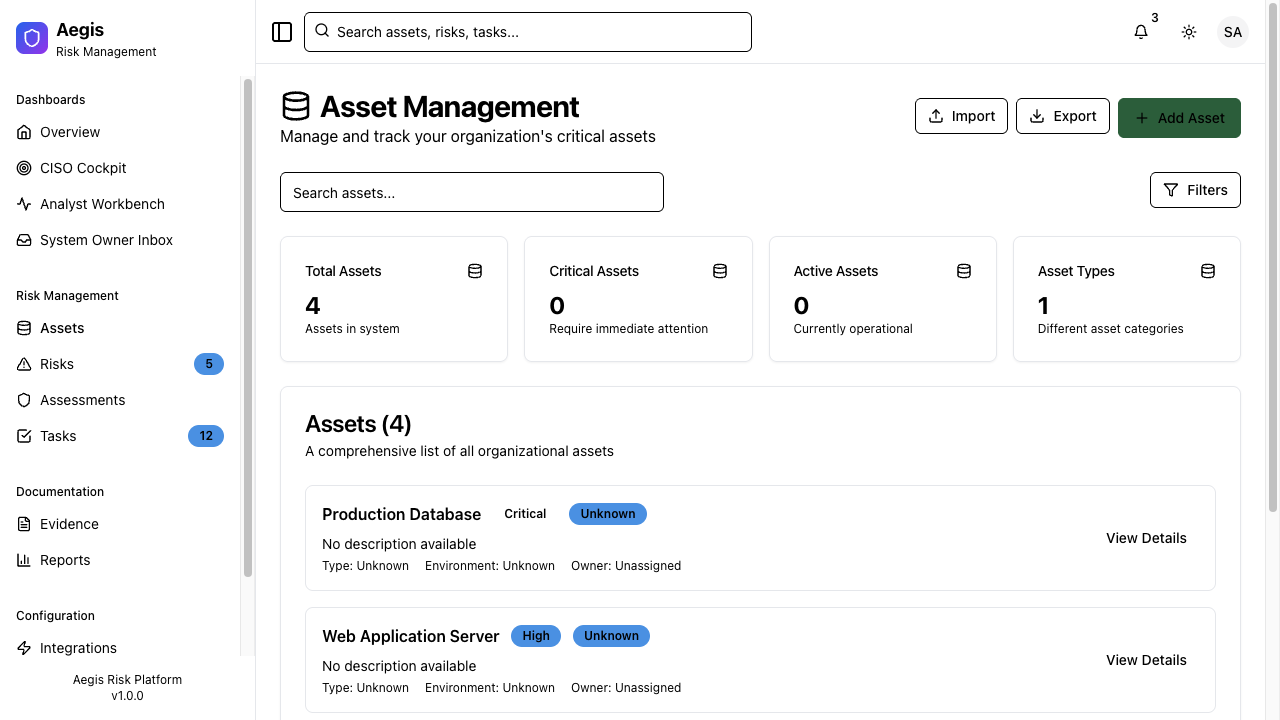 Aegis
Risk Management
Dashboards
Overview
CISO Cockpit
Analyst Workbench
System Owner Inbox
Risk Management
Assets
Risks 5
Assessments
Tasks 12
Documentation
Evidence
Reports
Configuration
Integrations
Aegis Risk Platform
v1.0.0
Search assets, risks, tasks...
3
SA
Asset Management
Manage and track your organization's critical assets
Import
Export
Add Asset
Search assets...
Filters
Total Assets
4
Assets in system
Critical Assets
0
Require immediate attention
Active Assets
0
Currently operational
Asset Types
1
Different asset categories
Assets (4)
A comprehensive list of all organizational assets
Production Database Critical Unknown
No description available
Type: Unknown Environment: Unknown Owner: Unassigned
View Details
Web Application Server High Unknown
No description available
Type: Unknown Environment: Unknown Owner: Unassigned
View Details